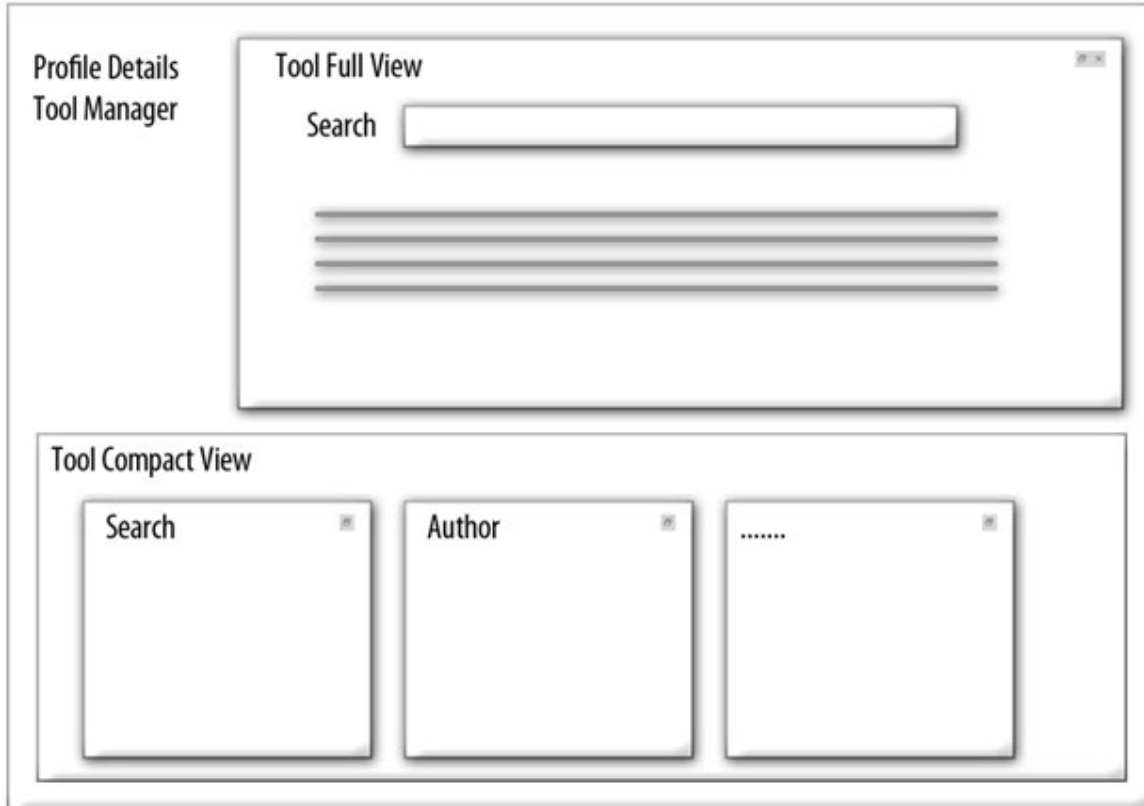 Profile Details
Tool Manager
Tool Full View
Search
Tool Compact View
Search
Author
.......